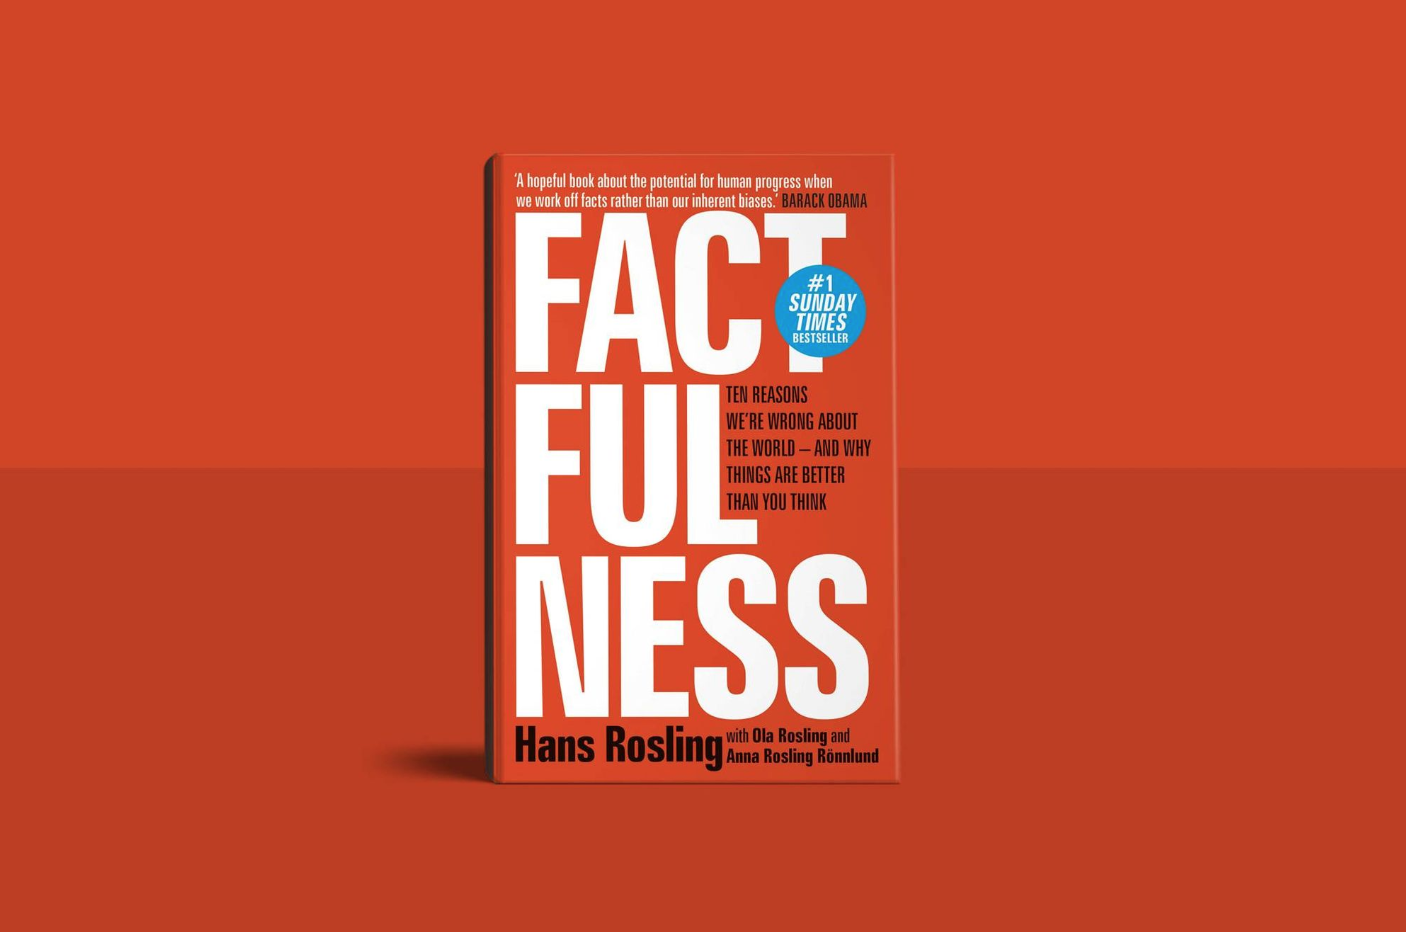 ‘A hopeful book about the potential for human progress when
we work off facts rather than our inherent biases.’ BARACK OBAMA
FACT
#1
SUNDAY
TIMES
BESTSELLER
FUL
TEN REASONS
WE’RE WRONG ABOUT
THE WORLD – AND WHY
THINGS ARE BETTER
THAN YOU THINK
NESS
Hans Rosling
with Ola Rosling and
Anna Rosling Rönnlund